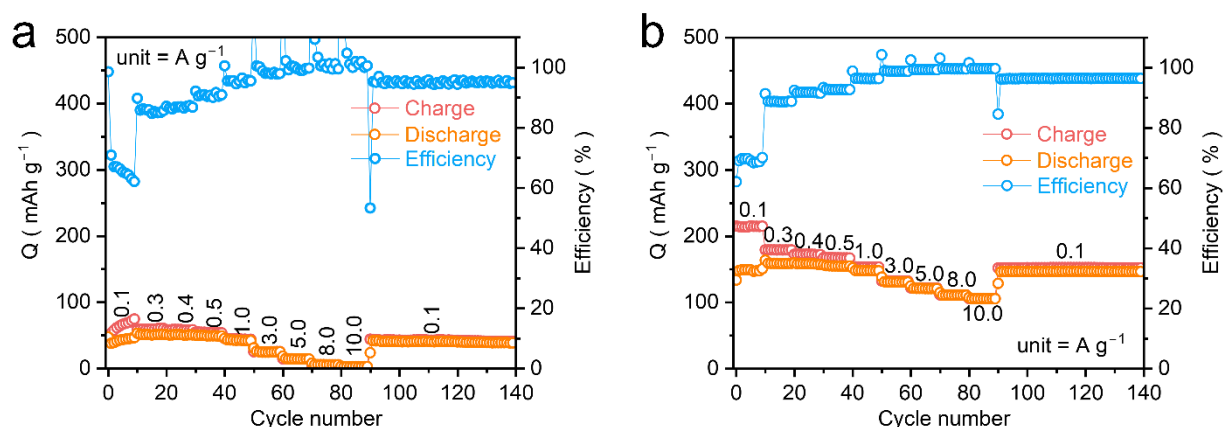 a
unit = A g⁻¹
Charge
Discharge
Efficiency
0.1
0.3
0.4
0.5
1.0
3.0
5.0
8.0
10.0
0.1
0
100
200
300
400
500
Q ( mAh g⁻¹ )
0
20
40
60
80
100
Efficiency ( % )
0 20 40 60 80 100 120 140
Cycle number
b
Charge
Discharge
Efficiency
0.1
0.3
0.4
0.5
1.0
3.0
5.0
8.0
10.0
0.1
unit = A g⁻¹
0
100
200
300
400
500
Q ( mAh g⁻¹ )
0
20
40
60
80
100
Efficiency ( % )
0 20 40 60 80 100 120 140
Cycle number